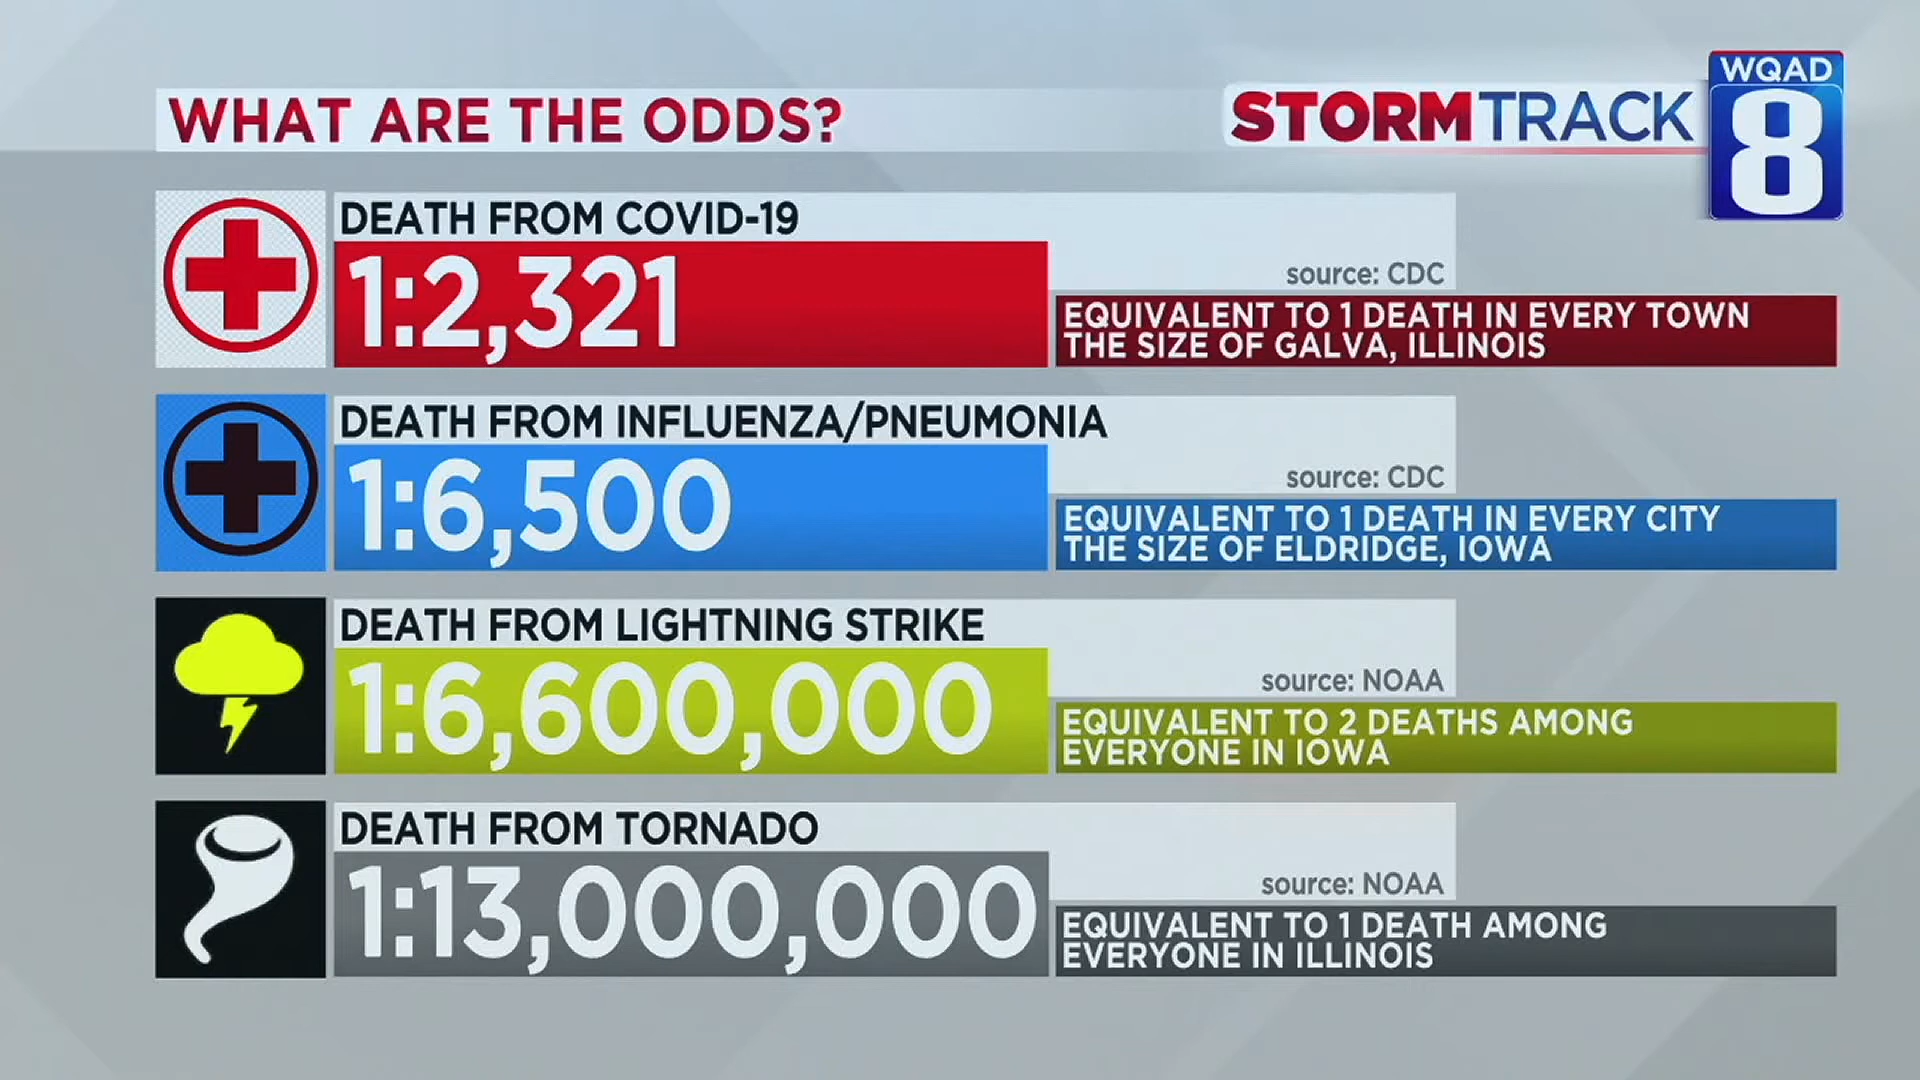 WHAT ARE THE ODDS?
STORMTRACK
WQAD
8
DEATH FROM COVID-19
1:2,321
source: CDC
EQUIVALENT TO 1 DEATH IN EVERY TOWN
THE SIZE OF GALVA, ILLINOIS
DEATH FROM INFLUENZA/PNEUMONIA
1:6,500
source: CDC
EQUIVALENT TO 1 DEATH IN EVERY CITY
THE SIZE OF ELDRIDGE, IOWA
DEATH FROM LIGHTNING STRIKE
1:6,600,000
source: NOAA
EQUIVALENT TO 2 DEATHS AMONG
EVERYONE IN IOWA
DEATH FROM TORNADO
1:13,000,000
source: NOAA
EQUIVALENT TO 1 DEATH AMONG
EVERYONE IN ILLINOIS